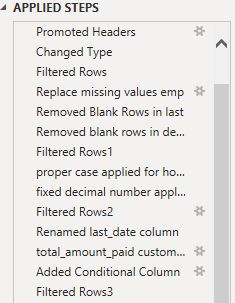 APPLIED STEPS
Promoted Headers
Changed Type
Filtered Rows
Replace missing values emp
Removed Blank Rows in last
Removed blank rows in de...
Filtered Rows1
proper case applied for ho...
fixed decimal number appl...
Filtered Rows2
Renamed last_date column
total_amount_paid custom...
Added Conditional Column
Filtered Rows3